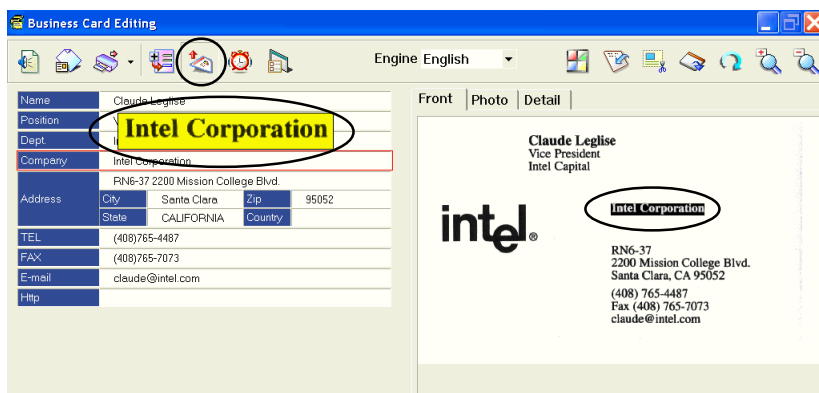 Business Card Editing
Engine English
Name Claude Leglise
Position V
Dept. I
Intel Corporation
Company Intel Corporation
Address RN6-37 2200 Mission College Blvd.
City Santa Clara Zip 95052
State CALIFORNIA Country
TEL (408)765-4487
FAX (408)765-7073
E-mail claude@intel.com
Http
Front Photo Detail
Claude Leglise
Vice President
Intel Capital
intel®
Intel Corporation
RN6-37
2200 Mission College Blvd.
Santa Clara, CA 95052
(408) 765-4487
Fax (408) 765-7073
claude@intel.com